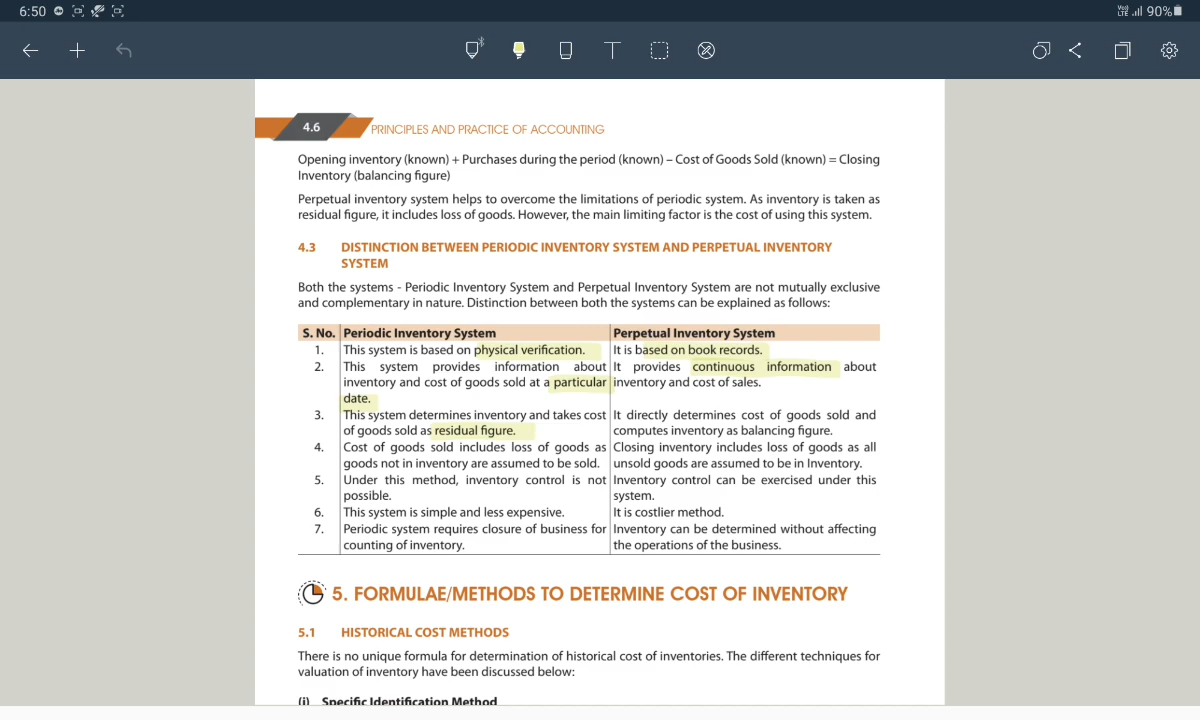 6:50
Vo)) LTE 90%
4.6 PRINCIPLES AND PRACTICE OF ACCOUNTING
Opening inventory (known) + Purchases during the period (known) – Cost of Goods Sold (known) = Closing
Inventory (balancing figure)
Perpetual inventory system helps to overcome the limitations of periodic system. As inventory is taken as
residual figure, it includes loss of goods. However, the main limiting factor is the cost of using this system.
4.3 DISTINCTION BETWEEN PERIODIC INVENTORY SYSTEM AND PERPETUAL INVENTORY
SYSTEM
Both the systems - Periodic Inventory System and Perpetual Inventory System are not mutually exclusive
and complementary in nature. Distinction between both the systems can be explained as follows:
S. No. Periodic Inventory System Perpetual Inventory System
1. This system is based on physical verification. It is based on book records.
2. This system provides information about It provides continuous information about
inventory and cost of goods sold at a particular inventory and cost of sales.
date.
3. This system determines inventory and takes cost It directly determines cost of goods sold and
of goods sold as residual figure. computes inventory as balancing figure.
4. Cost of goods sold includes loss of goods as Closing inventory includes loss of goods as all
goods not in inventory are assumed to be sold. unsold goods are assumed to be in Inventory.
5. Under this method, inventory control is not Inventory control can be exercised under this
possible. system.
6. This system is simple and less expensive. It is costlier method.
7. Periodic system requires closure of business for Inventory can be determined without affecting
counting of inventory. the operations of the business.
5. FORMULAE/METHODS TO DETERMINE COST OF INVENTORY
5.1 HISTORICAL COST METHODS
There is no unique formula for determination of historical cost of inventories. The different techniques for
valuation of inventory have been discussed below:
(i) Specific Identification Method